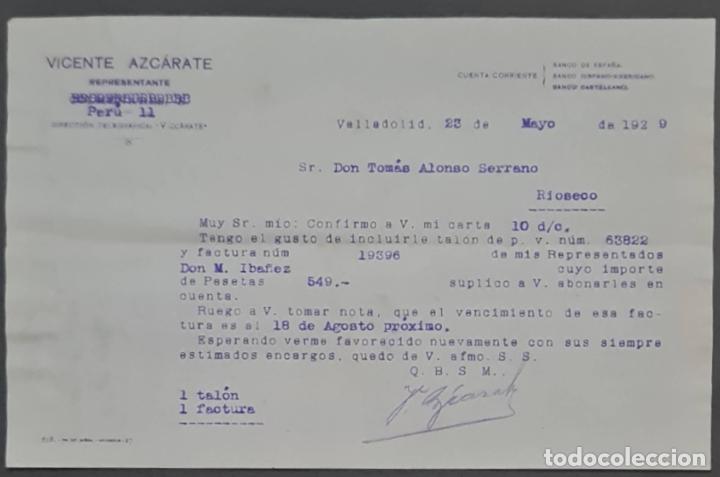 VICENTE AZCÁRATE
REPRESENTANTE
Perú - 11
DIRECCIÓN TELEGRÁFICA: "VIZCÁRATE"
CUENTA CORRIENTE
BANCO DE ESPAÑA
BANCO HISPANO-AMERICANO
BANCO CASTELLANO
Valladolid, 23 de Mayo de 1929
Sr. Don Tomás Alonso Serrano
Rioseco
Muy Sr. mío: Confirmo a V. mi carta 10 d/c.
Tengo el gusto de incluirle talón de p. v. núm. 63822
y factura núm 19396 de mis Representados
Don M. Ibañez cuyo importe
de Pesetas 549.- suplico a V. abonarles en
cuenta.
Ruego a V. tomar nota, que el vencimiento de esa fac-
tura es al 18 de Agosto próximo.
Esperando verme favorecido nuevamente con sus siempre
estimados encargos, quedo de V. afmo. S. S.
Q. B. S M.
1 talón
1 factura
V. Azcárate
todocoleccion.net